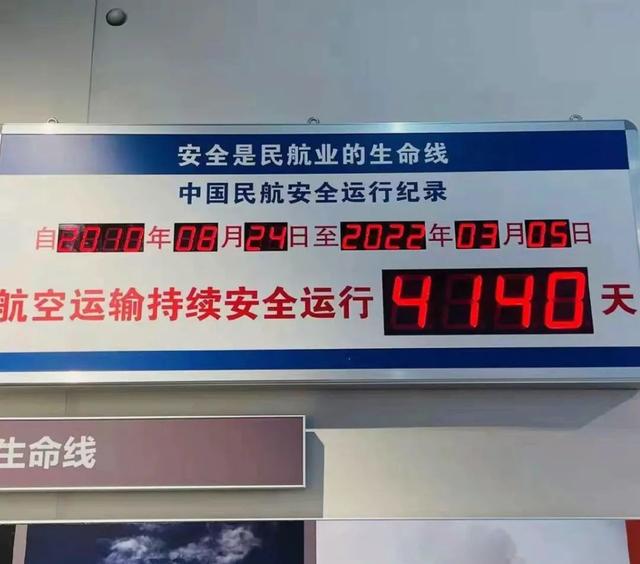 安全是民航业的生命线
中国民航安全运行纪录
自2010年08月24日至2022年03月05日
航空运输持续安全运行4140天
生命线